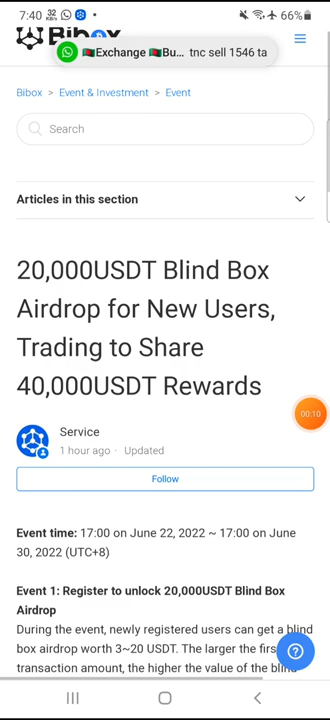 7:40 32 KB/s 66%
Bibox
🇧🇩Exchange 🇧🇩Bu... tnc sell 1546 ta
Bibox > Event & Investment > Event
Search
Articles in this section
20,000USDT Blind Box
Airdrop for New Users,
Trading to Share
40,000USDT Rewards
00:10
Service
1 hour ago · Updated
Follow
Event time: 17:00 on June 22, 2022 ~ 17:00 on June
30, 2022 (UTC+8)
Event 1: Register to unlock 20,000USDT Blind Box
Airdrop
During the event, newly registered users can get a blind
box airdrop worth 3~20 USDT. The larger the first
transaction amount, the higher the value of the blind